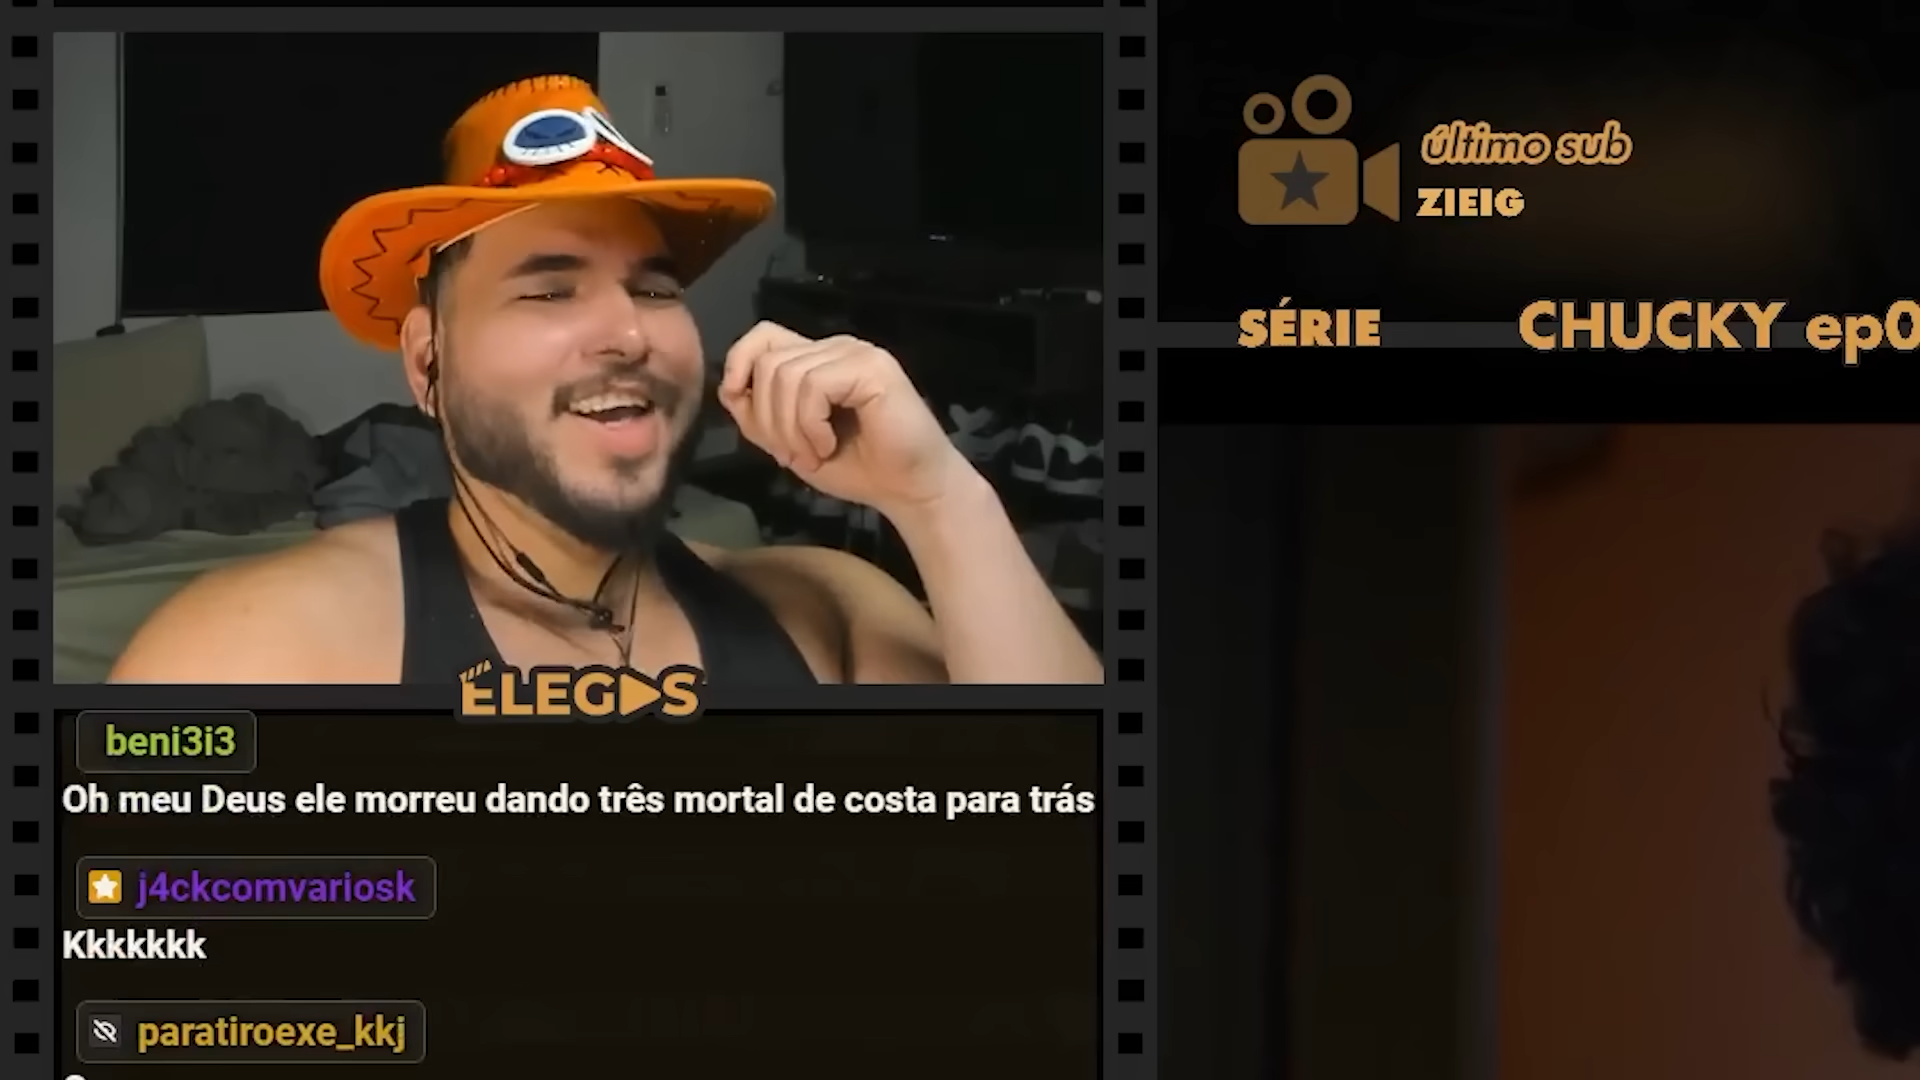 último sub
ZIEIG
SÉRIE CHUCKY ep0
ELEGOS
beni3i3
Oh meu Deus ele morreu dando três mortal de costa para trás
j4ckcomvariosk
Kkkkkkk
paratiroexe_kkj